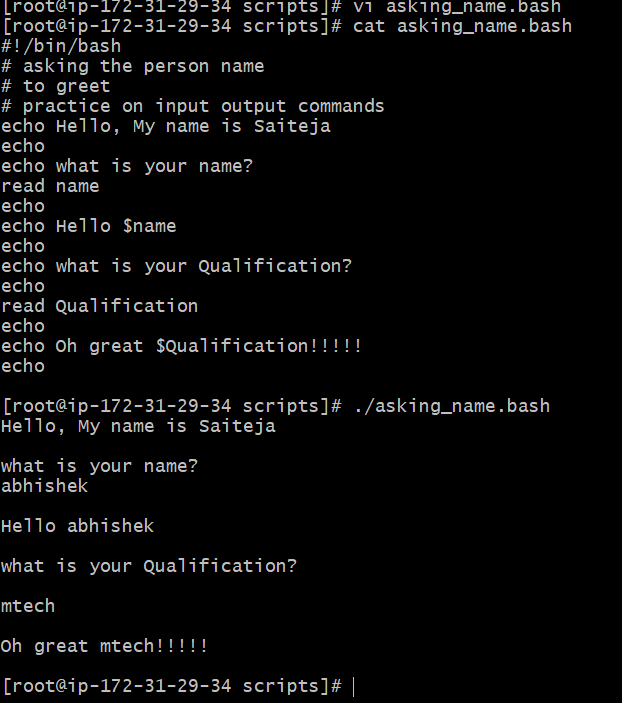 [root@ip-172-31-29-34 scripts]# vi asking_name.bash
[root@ip-172-31-29-34 scripts]# cat asking_name.bash
#!/bin/bash
# asking the person name
# to greet
# practice on input output commands
echo Hello, My name is Saiteja
echo
echo what is your name?
read name
echo
echo Hello $name
echo
echo what is your Qualification?
echo
read Qualification
echo
echo Oh great $Qualification!!!!!
echo
[root@ip-172-31-29-34 scripts]# ./asking_name.bash
Hello, My name is Saiteja
what is your name?
abhishek
Hello abhishek
what is your Qualification?
mtech
Oh great mtech!!!!!
[root@ip-172-31-29-34 scripts]#